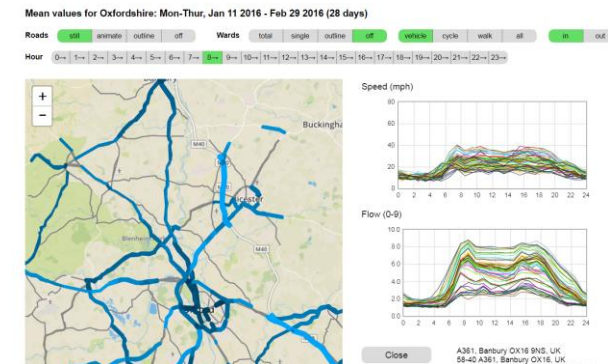 Mean values for Oxfordshire: Mon-Thur, Jan 11 2016 - Feb 29 2016 (28 days)
Roads still animate outline off Wards total single outline off vehicle cycle walk all in out
Hour 0→ 1→ 2→ 3→ 4→ 5→ 6→ 7→ 8→ 9→ 10→ 11→ 12→ 13→ 14→ 15→ 16→ 17→ 18→ 19→ 20→ 21→ 22→ 23→
+
−
Buckingha
M40
M40
Speed (mph)
80
60
40
20
0
0 2 4 6 8 10 12 14 16 18 20 22 24
Flow (0-9)
10.0
8.0
6.0
4.0
2.0
0.0
0 2 4 6 8 10 12 14 16 18 20 22 24
Close
A361, Banbury OX16 9NS, UK
58-40 A361, Banbury OX16, UK